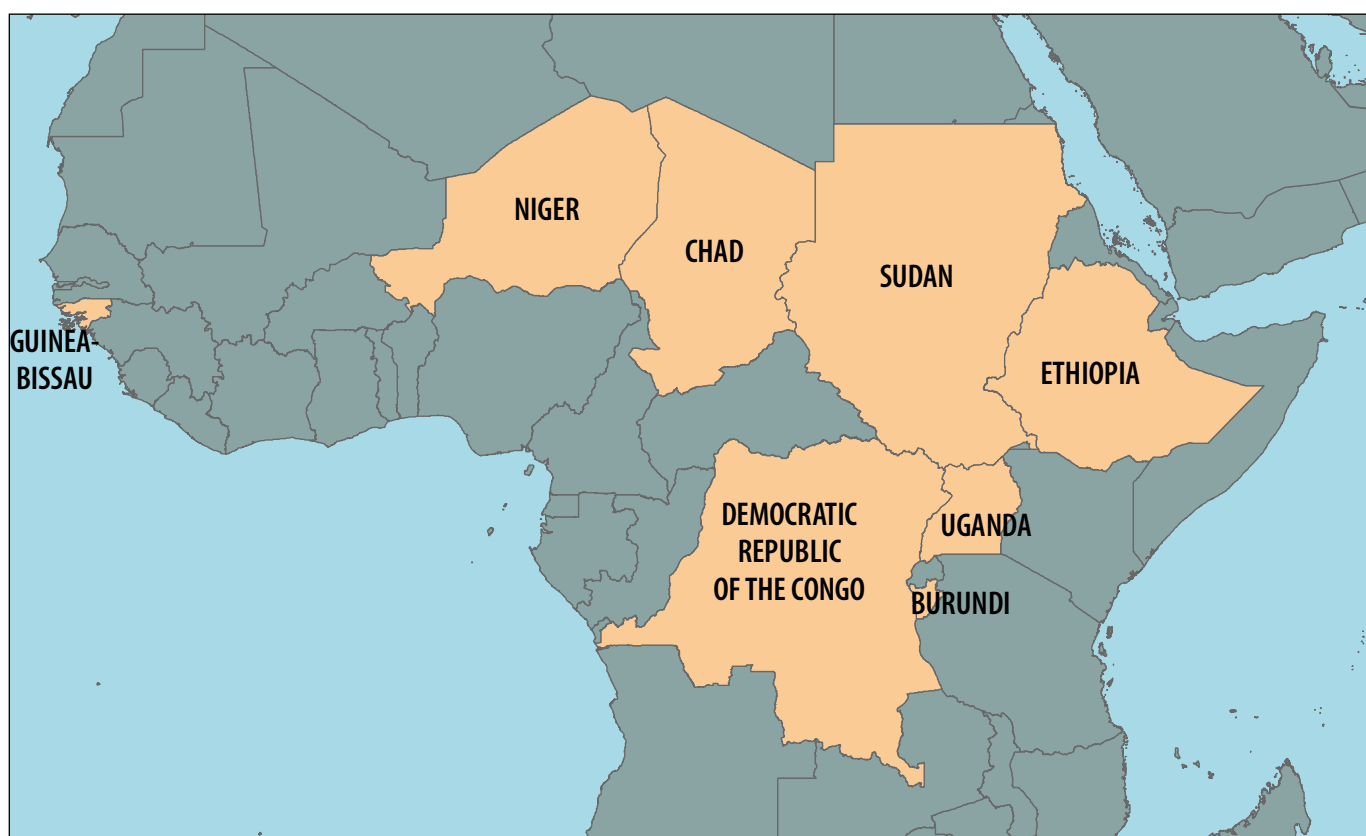 NIGER
CHAD
SUDAN
GUINEA-
BISSAU
ETHIOPIA
DEMOCRATIC
REPUBLIC
OF THE CONGO
UGANDA
BURUNDI